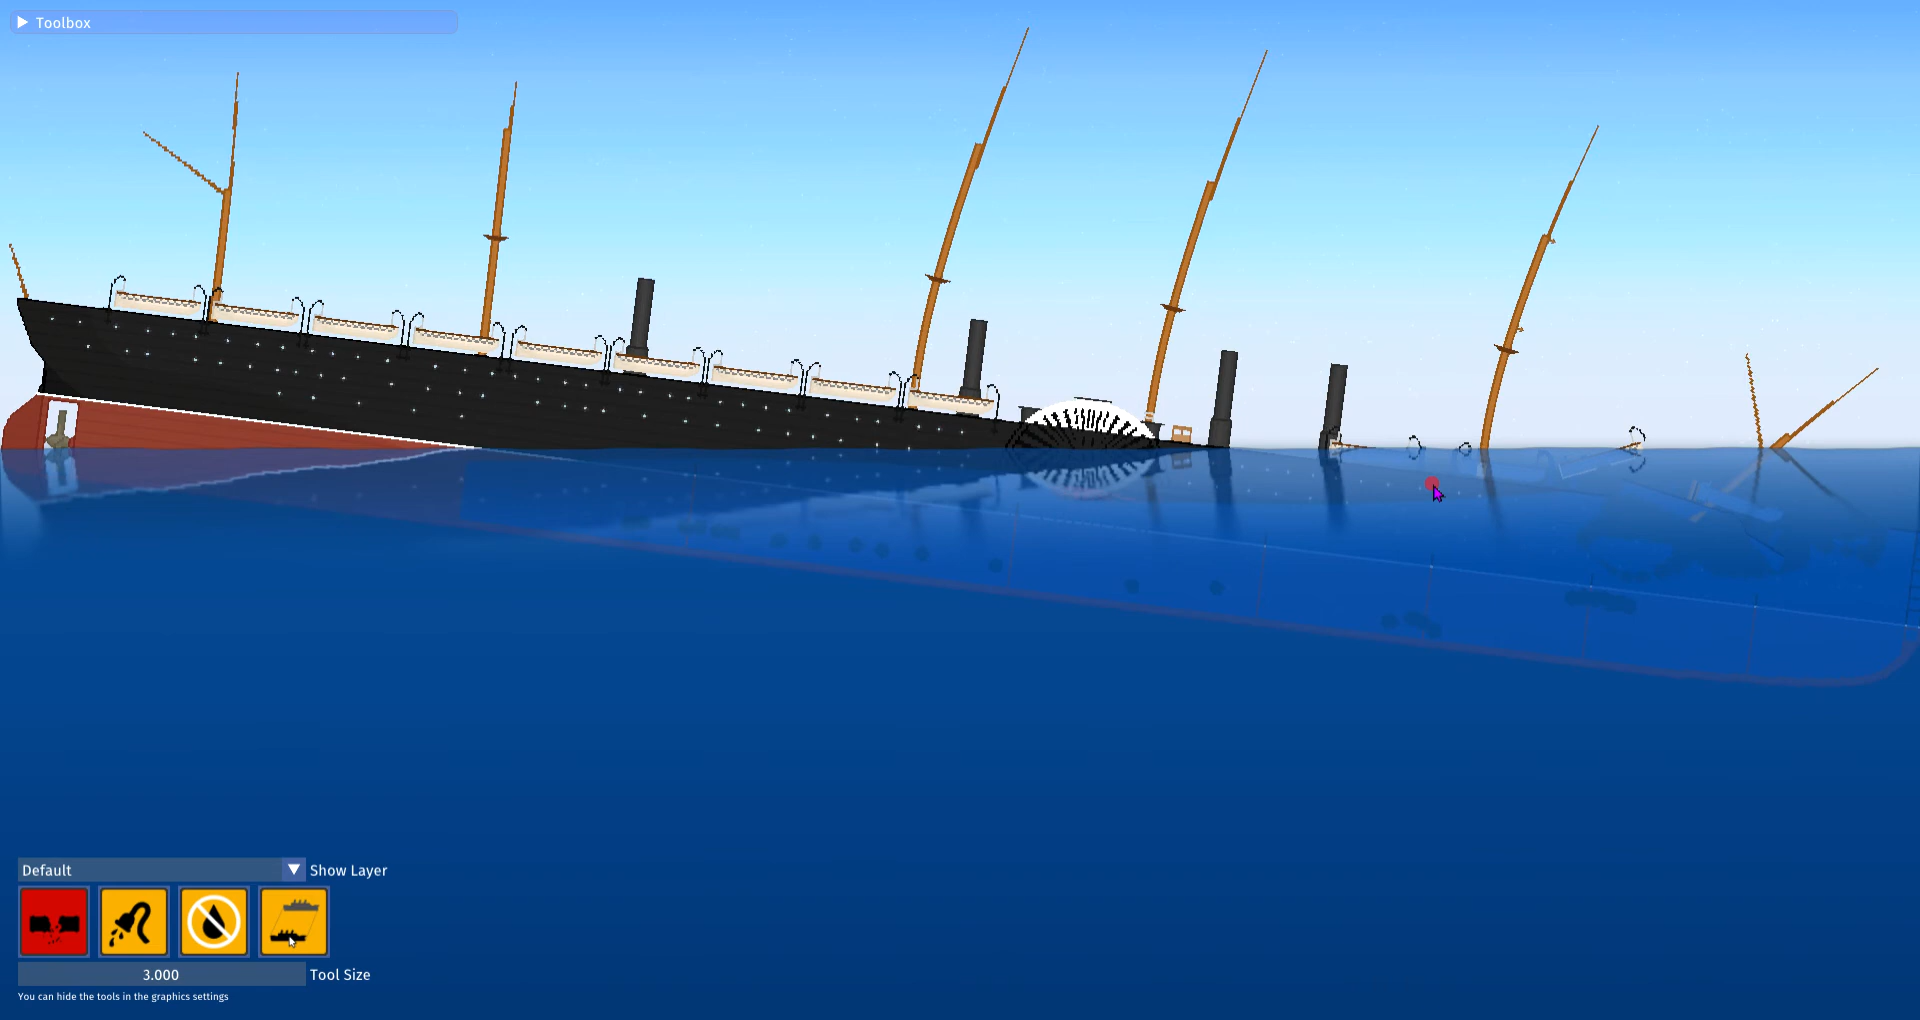 Toolbox
Default
Show Layer
3.000
Tool Size
You can hide the tools in the graphics settings